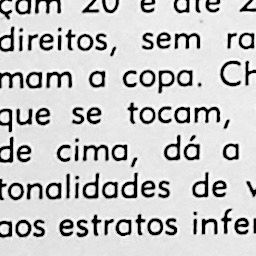 çam 20 e até 2
direitos, sem ra
mam a copa. Ch
que se tocam,
de cima, dá a
tonalidades de v
aos estratos infer